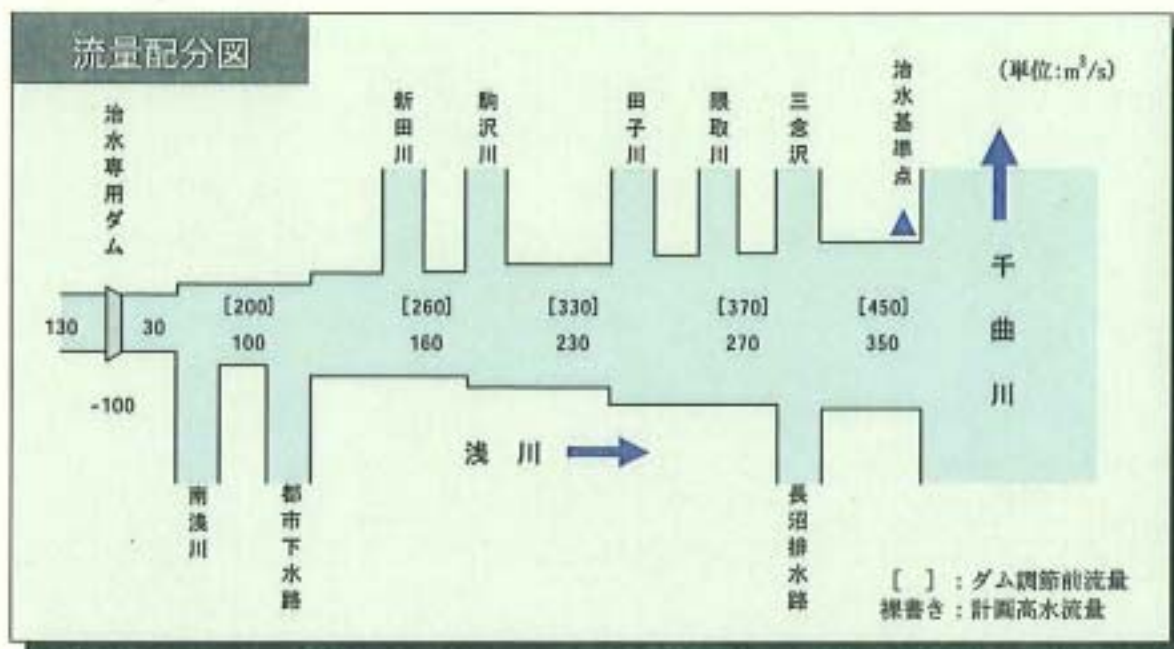 流量配分図
(単位:m³/s)
治水専用ダム
新田川
駒沢川
田子川
隈取川
三念沢
治水基準点
千曲川
[200]
[260]
[330]
[370]
[450]
130
30
100
160
230
270
350
-100
浅川
南浅川
都市下水路
長沼排水路
[ ]:ダム調節前流量
裸書き:計画高水流量